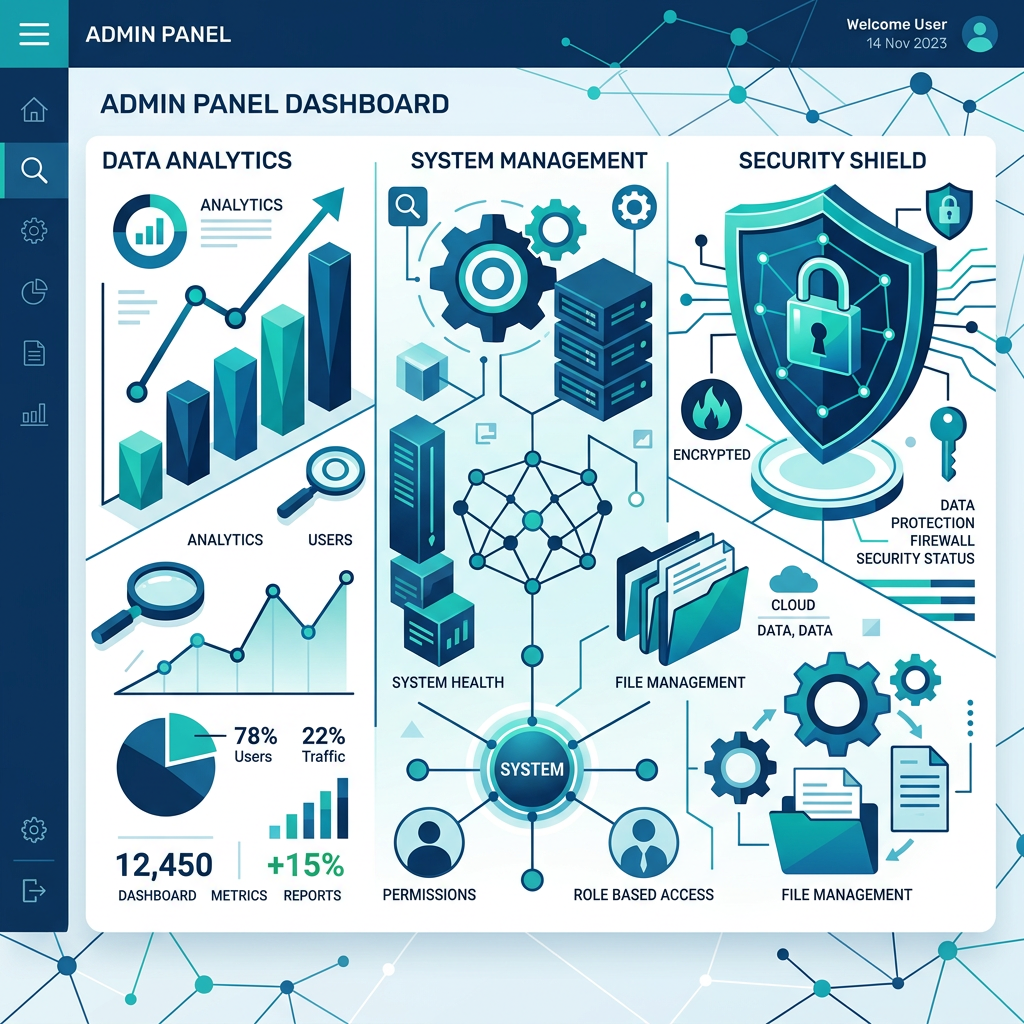 ADMIN PANEL
Welcome User
14 Nov 2023
ADMIN PANEL DASHBOARD
DATA ANALYTICS
ANALYTICS
ANALYTICS
USERS
78%
Users
22%
Traffic
12,450
+15%
DASHBOARD
METRICS
REPORTS
SYSTEM MANAGEMENT
SYSTEM HEALTH
FILE MANAGEMENT
SYSTEM
PERMISSIONS
ROLE BASED ACCESS
SECURITY SHIELD
ENCRYPTED
DATA
PROTECTION
FIREWALL
SECURITY STATUS
CLOUD
DATA, DATA
FILE MANAGEMENT